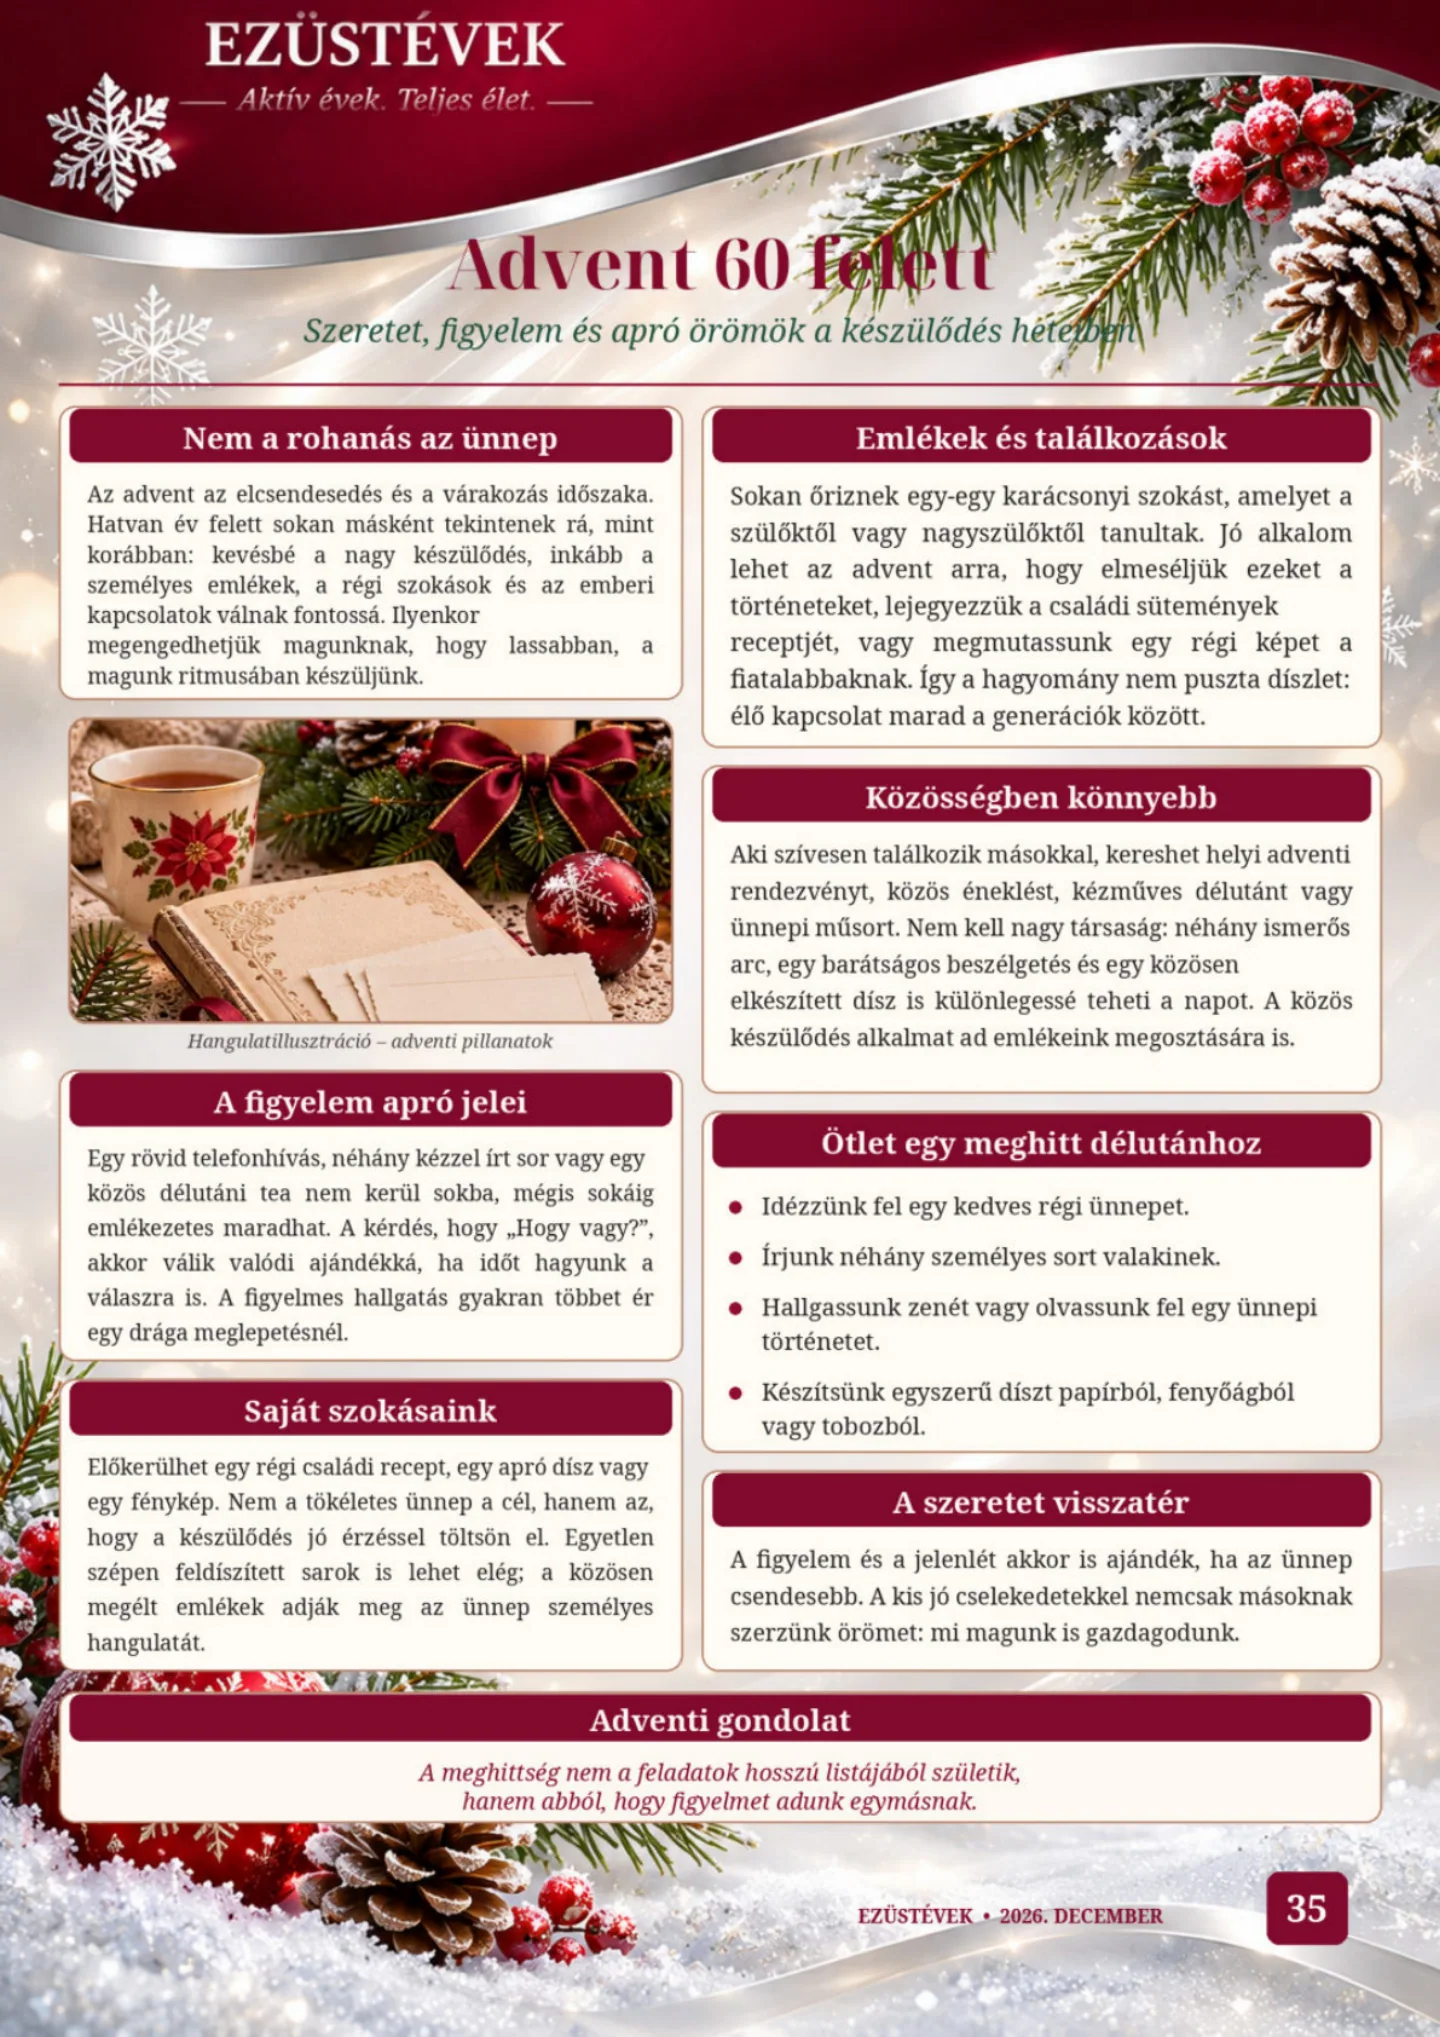 EZÜSTÉVEK
Aktív évek. Teljes élet.
Advent 60 felett
Szeretet, figyelem és apró örömök a készülődés heteiben
Nem a rohanás az ünnep
Az advent az elcsendesedés és a várakozás időszaka.
Hatvan év felett sokan másként tekintenek rá, mint
korábban: kevésbé a nagy készülődés, inkább a
személyes emlékek, a régi szokások és az emberi
kapcsolatok válnak fontossá. Ilyenkor
megengedhetjük magunknak, hogy lassabban, a
magunk ritmusában készüljünk.
Hangulatillusztráció – adventi pillanatok
A figyelem apró jelei
Egy rövid telefonhívás, néhány kézzel írt sor vagy egy
közös délutáni tea nem kerül sokba, mégis sokáig
emlékezetes maradhat. A kérdés, hogy „Hogy vagy?”,
akkor válik valódi ajándékká, ha időt hagyunk a
válaszra is. A figyelmes hallgatás gyakran többet ér
egy drága meglepetésnél.
Saját szokásaink
Előkerülhet egy régi családi recept, egy apró dísz vagy
egy fénykép. Nem a tökéletes ünnep a cél, hanem az,
hogy a készülődés jó érzéssel töltsön el. Egyetlen
szépen feldíszített sarok is lehet elég; a közösen
megélt emlékek adják meg az ünnep személyes
hangulatát.
Emlékek és találkozások
Sokan őriznek egy-egy karácsonyi szokást, amelyet a
szülőktől vagy nagyszülőktől tanultak. Jó alkalom
lehet az advent arra, hogy elmeséljük ezeket a
történeteket, lejegyezzük a családi sütemények
receptjét, vagy megmutassunk egy régi képet a
fiatalabbaknak. Így a hagyomány nem puszta díszlet:
élő kapcsolat marad a generációk között.
Közösségben könnyebb
Aki szívesen találkozik másokkal, kereshet helyi adventi
rendezvényt, közös éneklést, kézműves délutánt vagy
ünnepi műsort. Nem kell nagy társaság: néhány ismerős
arc, egy barátságos beszélgetés és egy közösen
elkészített dísz is különlegessé teheti a napot. A közös
készülődés alkalmat ad emlékeink megosztására is.
Ötlet egy meghitt délutánhoz
● Idézzünk fel egy kedves régi ünnepet.
● Írjunk néhány személyes sort valakinek.
● Hallgassunk zenét vagy olvassunk fel egy ünnepi
történetet.
● Készítsünk egyszerű díszt papírból, fenyőágból
vagy tobozból.
A szeretet visszatér
A figyelem és a jelenlét akkor is ajándék, ha az ünnep
csendesebb. A kis jó cselekedetekkel nemcsak másoknak
szerzünk örömet: mi magunk is gazdagodunk.
Adventi gondolat
A meghittség nem a feladatok hosszú listájából születik,
hanem abból, hogy figyelmet adunk egymásnak.
EZÜSTÉVEK • 2026. DECEMBER
35